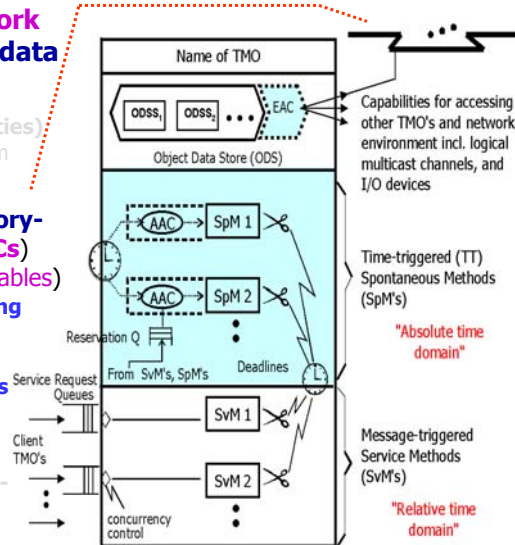 work
data
ties)
m
ory-
Cs)
ables)
ing
s
Name of TMO
ODSS1
ODSS2
• • •
EAC
Object Data Store (ODS)
Capabilities for accessing
other TMO's and network
environment incl. logical
multicast channels, and
I/O devices
AAC
SpM 1
AAC
SpM 2
Reservation Q
From SvM's, SpM's
Deadlines
Time-triggered (TT)
Spontaneous Methods
(SpM's)
"Absolute time
domain"
Service Request
Queues
Client
TMO's
SvM 1
SvM 2
concurrency
control
Message-triggered
Service Methods
(SvM's)
"Relative time
domain"